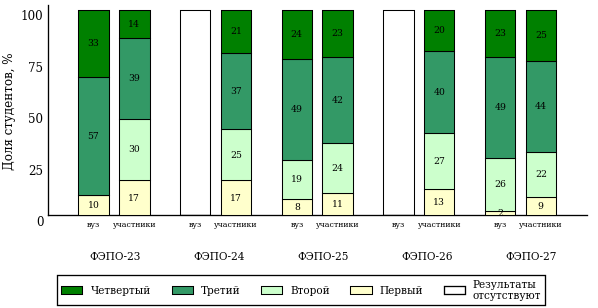 Доля студентов, %
100
75
50
25
0
33 14 21 24 23 20 23 25
57 39 37 49 42 40 49 44
30 25 19 24 27 26 22
10 17 17 8 11 13 2 9
вуз участники вуз участники вуз участники вуз участники вуз участники
ФЭПО-23 ФЭПО-24 ФЭПО-25 ФЭПО-26 ФЭПО-27
Четвертый Третий Второй Первый Результаты
отсутствуют